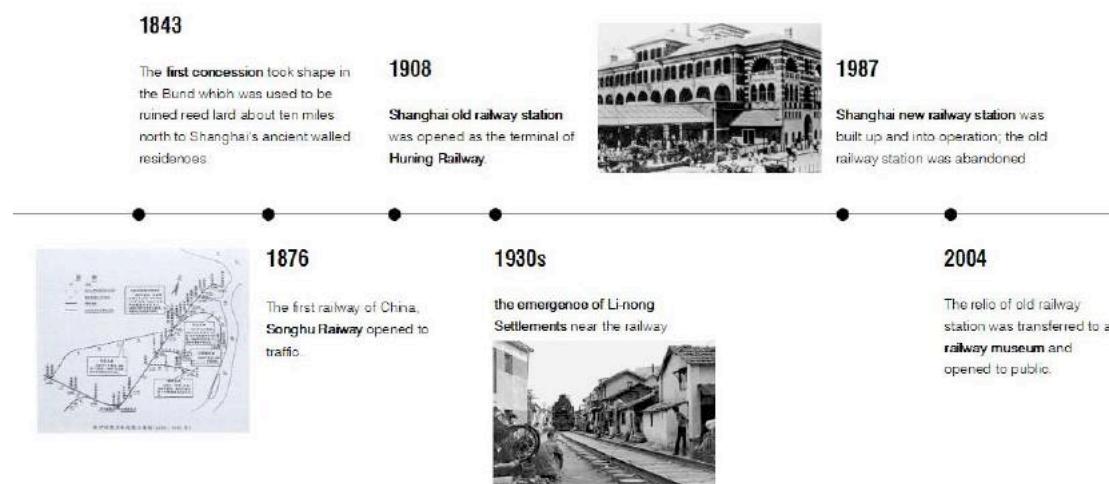 1843
The first concession took shape in
the Bund which was used to be
ruined reed lard about ten miles
north to Shanghai's ancient walled
residences
1908
Shanghai old railway station
was opened as the terminal of
Huning Railway.
1987
Shanghai new railway station was
built up and into operation; the old
railway station was abandoned
1876
The first railway of China,
Songhu Raiway opened to
traffic.
1930s
the emergence of Li-nong
Settlements near the railway
2004
The relic of old railway
station was transferred to a
railway museum and
opened to public.